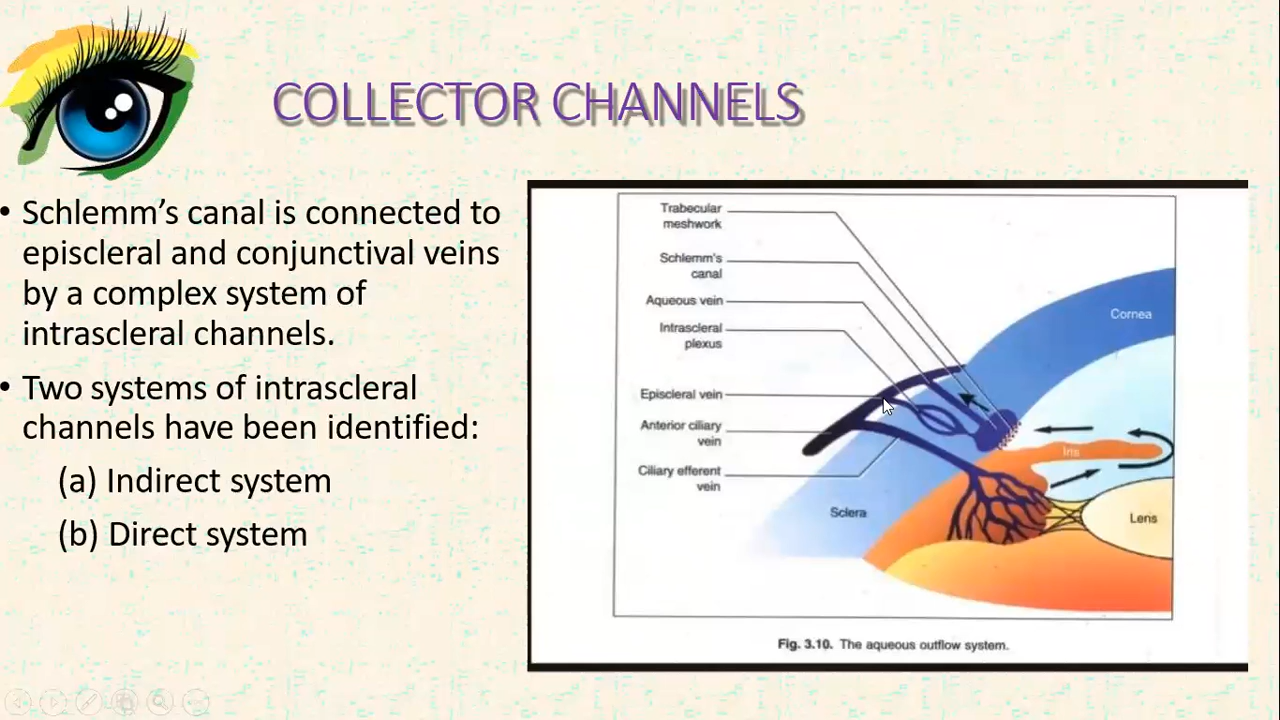 COLLECTOR CHANNELS
• Schlemm’s canal is connected to
episcleral and conjunctival veins
by a complex system of
intrascleral channels.
• Two systems of intrascleral
channels have been identified:
(a) Indirect system
(b) Direct system
Trabecular
meshwork
Schlemm's
canal
Aqueous vein
Intrascleral
plexus
Episcleral vein
Anterior ciliary
vein
Ciliary efferent
vein
Cornea
Iris
Sclera
Lens
Fig. 3.10. The aqueous outflow system.